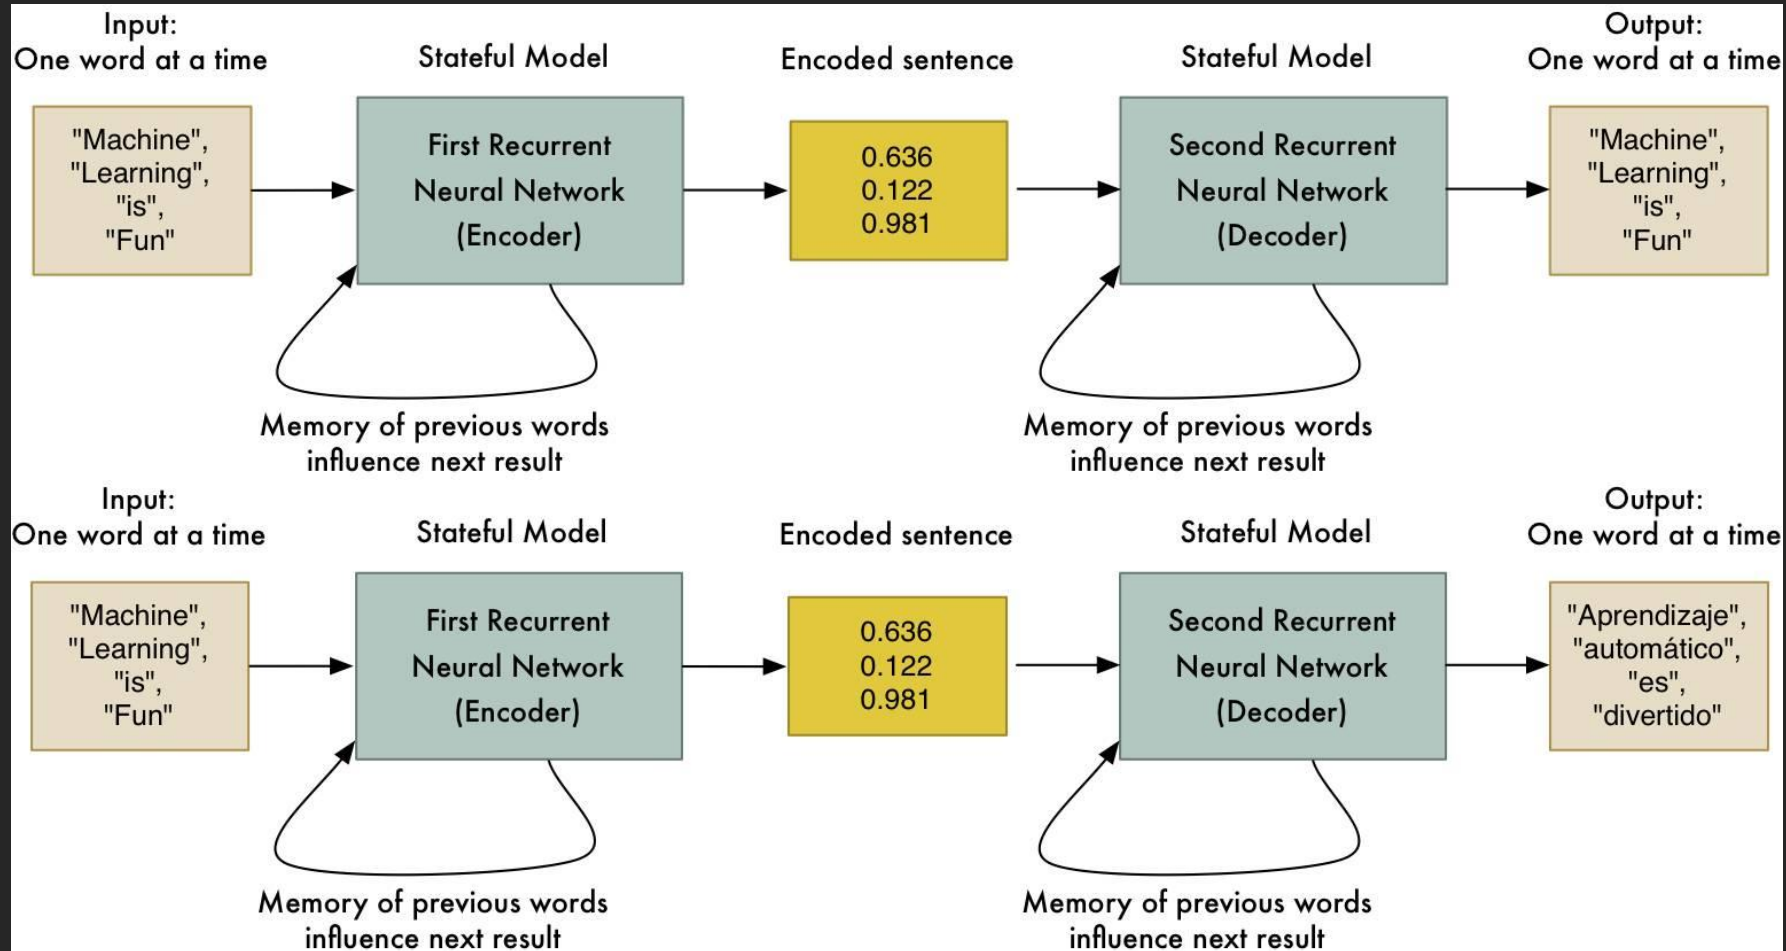 Input:
One word at a time
Stateful Model
Encoded sentence
Stateful Model
Output:
One word at a time
"Machine",
"Learning",
"is",
"Fun"
First Recurrent
Neural Network
(Encoder)
0.636
0.122
0.981
Second Recurrent
Neural Network
(Decoder)
"Machine",
"Learning",
"is",
"Fun"
Memory of previous words
influence next result
Memory of previous words
influence next result
Input:
One word at a time
Stateful Model
Encoded sentence
Stateful Model
Output:
One word at a time
"Machine",
"Learning",
"is",
"Fun"
First Recurrent
Neural Network
(Encoder)
0.636
0.122
0.981
Second Recurrent
Neural Network
(Decoder)
"Aprendizaje",
"automático",
"es",
"divertido"
Memory of previous words
influence next result
Memory of previous words
influence next result